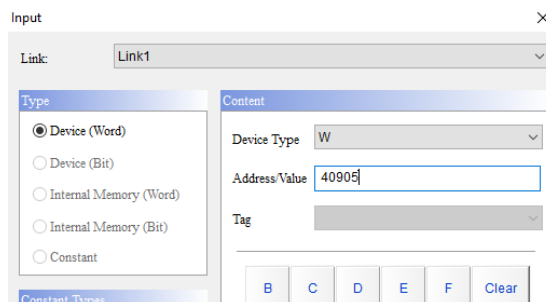 Input
Link:
Link1
Type
Device (Word)
Device (Bit)
Internal Memory (Word)
Internal Memory (Bit)
Constant
Constant Types
Content
Device Type
W
Address/Value
40905
Tag
B C D E F Clear